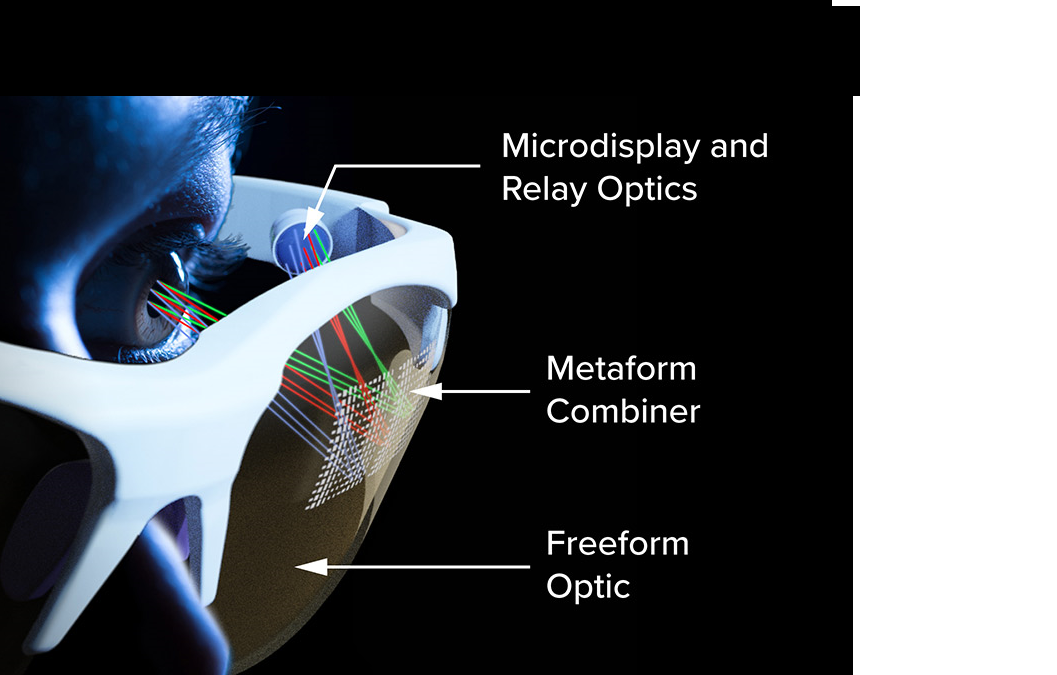 Microdisplay and
Relay Optics
Metaform
Combiner
Freeform
Optic